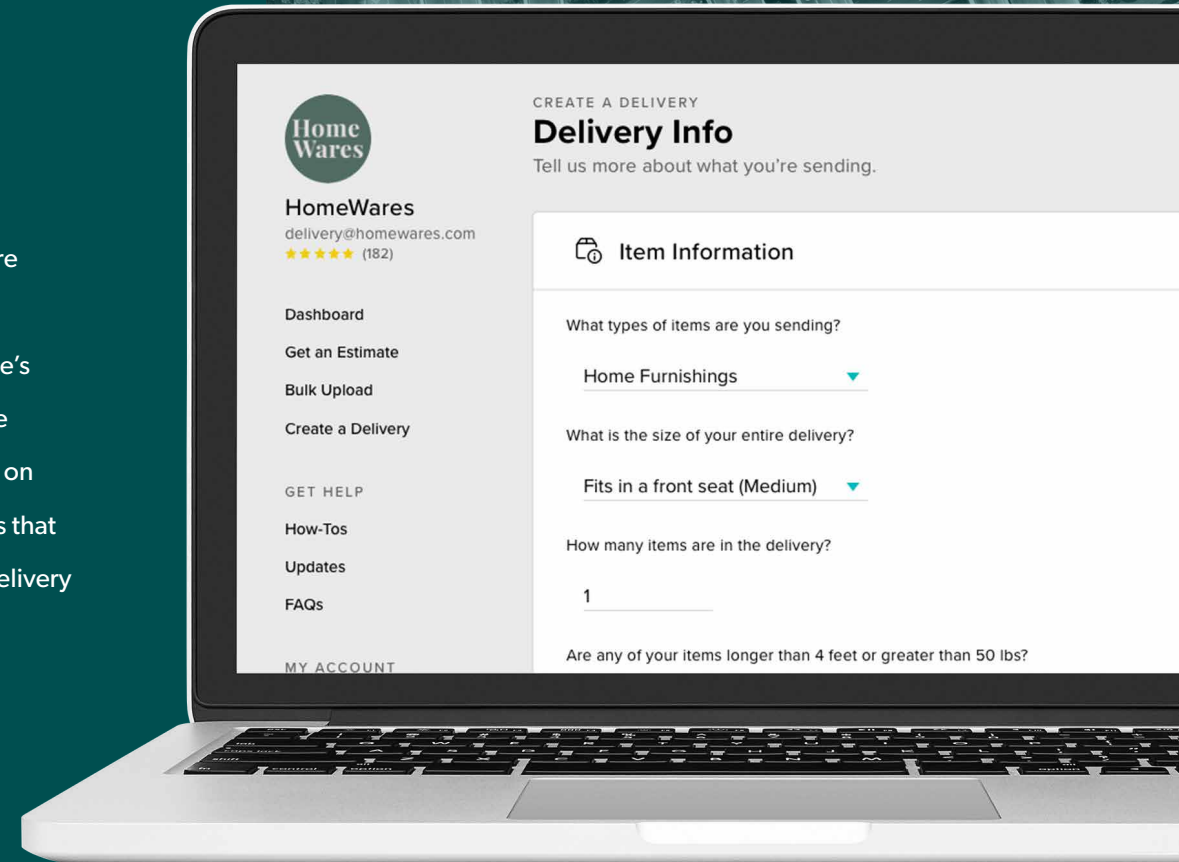 re
e's
e
on
s that
elivery
Home
Wares
HomeWares
delivery@homewares.com
(182)
Dashboard
Get an Estimate
Bulk Upload
Create a Delivery
GET HELP
How-Tos
Updates
FAQs
MY ACCOUNT
CREATE A DELIVERY
Delivery Info
Tell us more about what you're sending.
Item Information
What types of items are you sending?
Home Furnishings
What is the size of your entire delivery?
Fits in a front seat (Medium)
How many items are in the delivery?
1
Are any of your items longer than 4 feet or greater than 50 lbs?